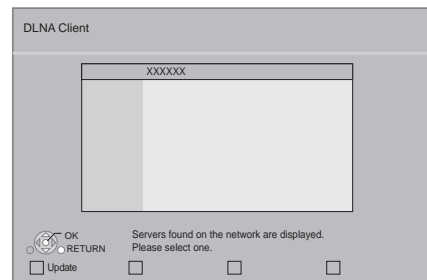 DLNA Client
XXXXXX
OK
RETURN
Servers found on the network are displayed.
Please select one.
Update